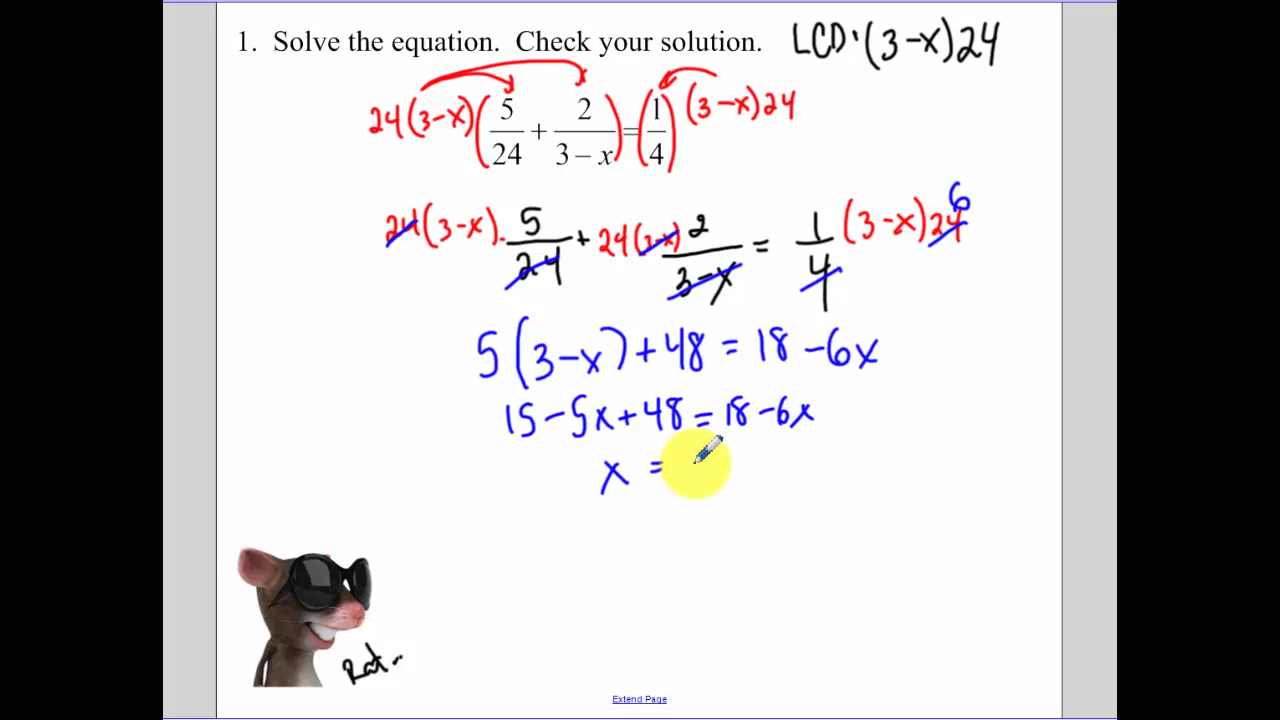 1. Solve the equation. Check your solution. LCD: (3-x)24
24(3-x)(5/24 + 2/(3-x)) = (1/4)(3-x)24
24(3-x) · 5/24 + 24(3-x) 2/(3-x) = 1/4 (3-x)24 6
5(3-x)+48 = 18-6x
15-5x+48 = 18-6x
x =
Rat-
Extend Page